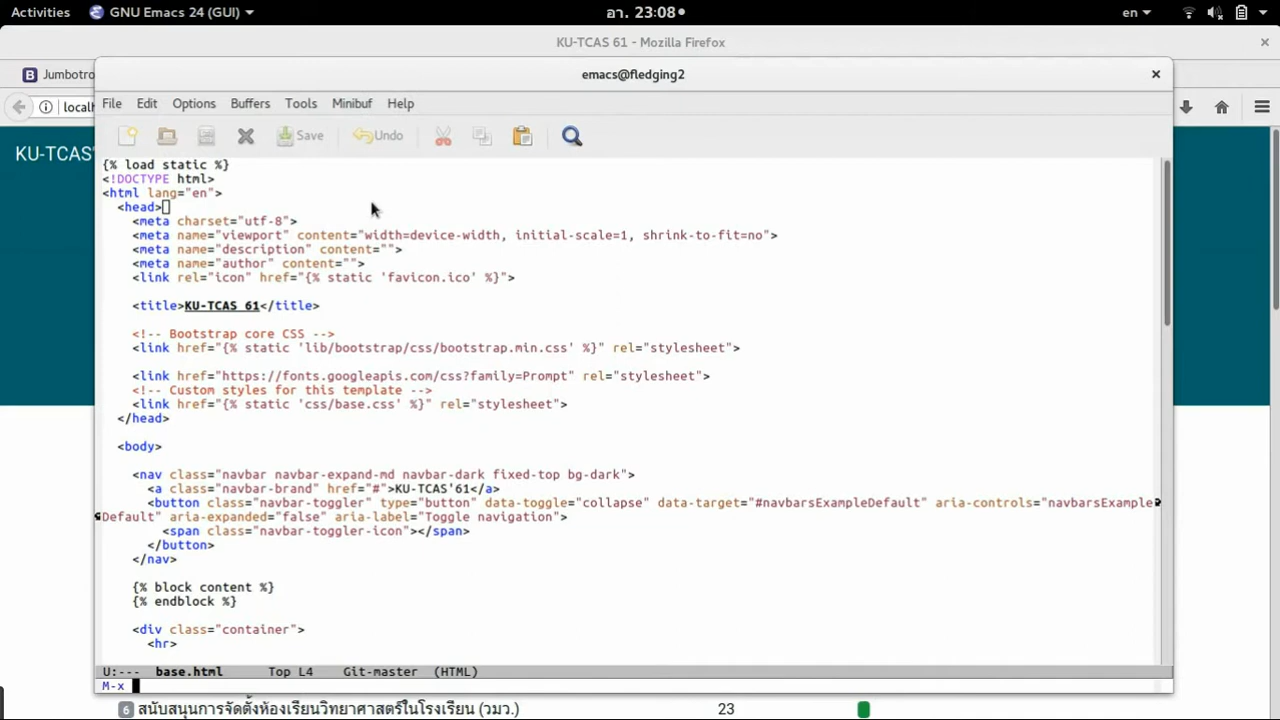 Activities GNU Emacs 24 (GUI) อา. 23:08 en
KU-TCAS 61 - Mozilla Firefox
B Jumbotro
emacs@fledging2
localh
File Edit Options Buffers Tools Minibuf Help
Save Undo
KU-TCAS'
{% load static %}
<!DOCTYPE html>
<html lang="en">
<head>
<meta charset="utf-8">
<meta name="viewport" content="width=device-width, initial-scale=1, shrink-to-fit=no">
<meta name="description" content="">
<meta name="author" content="">
<link rel="icon" href="{% static 'favicon.ico' %}">
<title>KU-TCAS 61</title>
<!-- Bootstrap core CSS -->
<link href="{% static 'lib/bootstrap/css/bootstrap.min.css' %}" rel="stylesheet">
<link href="https://fonts.googleapis.com/css?family=Prompt" rel="stylesheet">
<!-- Custom styles for this template -->
<link href="{% static 'css/base.css' %}" rel="stylesheet">
</head>
<body>
<nav class="navbar navbar-expand-md navbar-dark fixed-top bg-dark">
<a class="navbar-brand" href="#">KU-TCAS'61</a>
<button class="navbar-toggler" type="button" data-toggle="collapse" data-target="#navbarsExampleDefault" aria-controls="navbarsExample
Default" aria-expanded="false" aria-label="Toggle navigation">
<span class="navbar-toggler-icon"></span>
</button>
</nav>
{% block content %}
{% endblock %}
<div class="container">
<hr>
U:--- base.html Top L4 Git-master (HTML)
M-x
6 สนับสนุนการจัดตั้งห้องเรียนวิทยาศาสตร์ในโรงเรียน (วมว.) 23